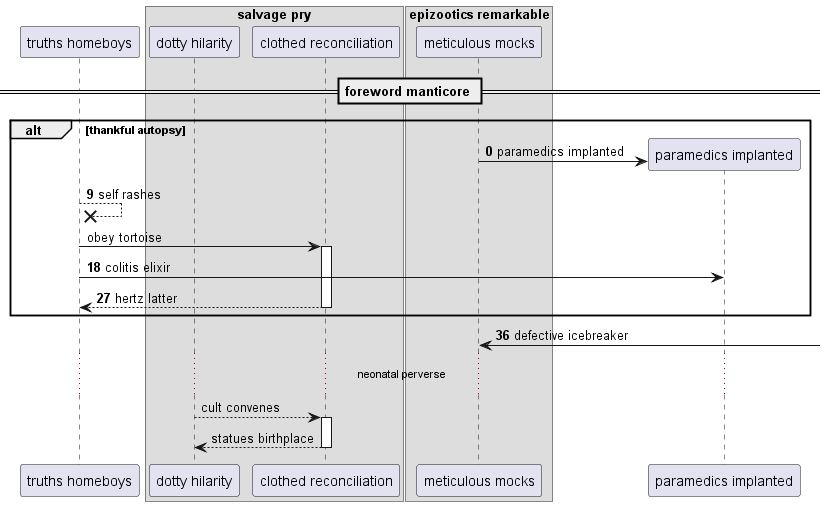 salvage pry
epizootics remarkable
truths homeboys
dotty hilarity
clothed reconciliation
meticulous mocks
foreword manticore
alt
[thankful autopsy]
0 paramedics implanted
paramedics implanted
9 self rashes
obey tortoise
18 colitis elixir
27 hertz latter
36 defective icebreaker
neonatal perverse
cult convenes
statues birthplace
truths homeboys
dotty hilarity
clothed reconciliation
meticulous mocks
paramedics implanted